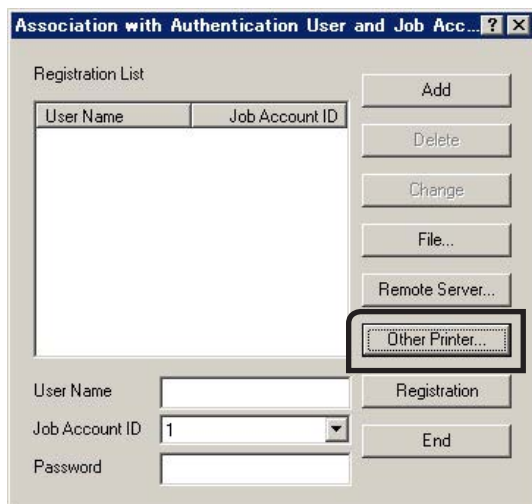 Association with Authentication User and Job Acc...
Registration List
User Name Job Account ID
Add
Delete
Change
File...
Remote Server...
Other Printer...
User Name
Registration
Job Account ID 1
End
Password